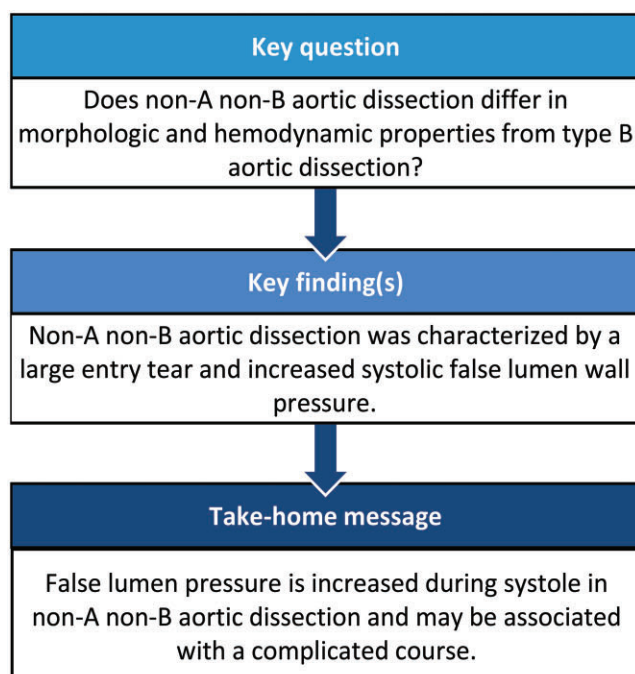 Key question
Does non-A non-B aortic dissection differ in
morphologic and hemodynamic properties from type B
aortic dissection?
Key finding(s)
Non-A non-B aortic dissection was characterized by a
large entry tear and increased systolic false lumen wall
pressure.
Take-home message
False lumen pressure is increased during systole in
non-A non-B aortic dissection and may be associated
with a complicated course.